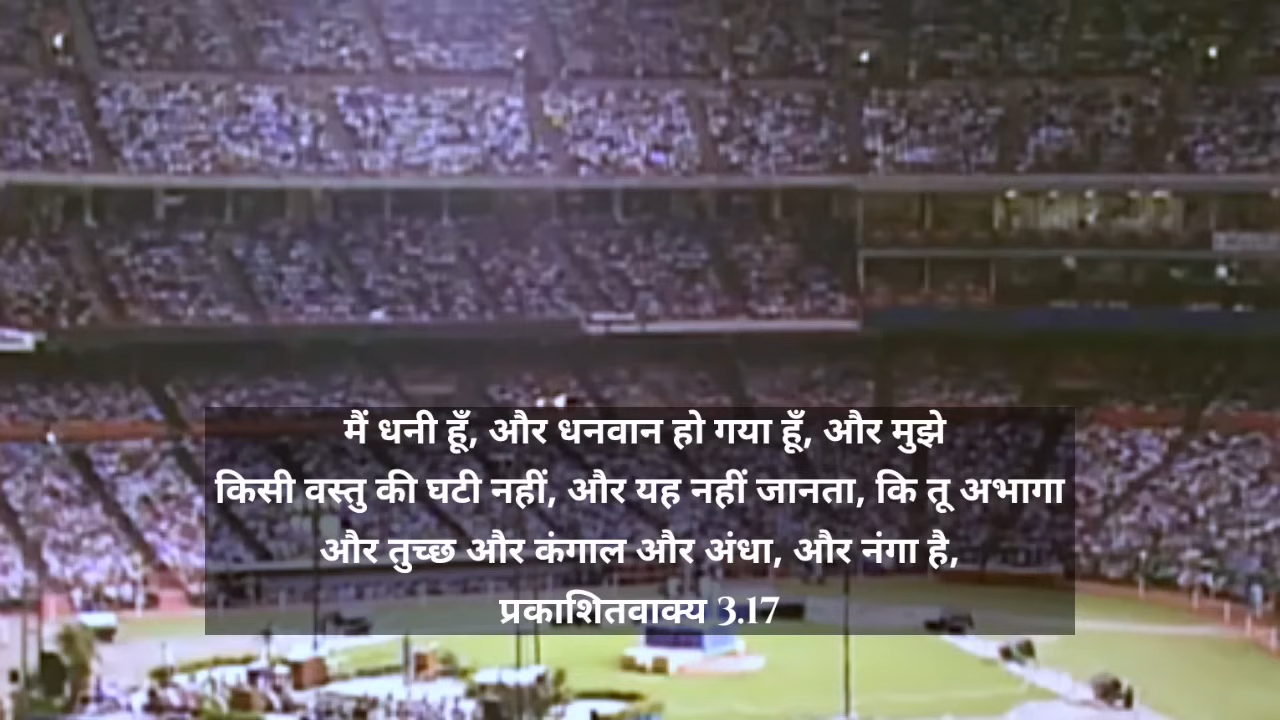 मैं धनी हूँ, और धनवान हो गया हूँ, और मुझे
किसी वस्तु की घटी नहीं, और यह नहीं जानता, कि तू अभागा
और तुच्छ और कंगाल और अंधा, और नंगा है,
प्रकाशितवाक्य 3.17